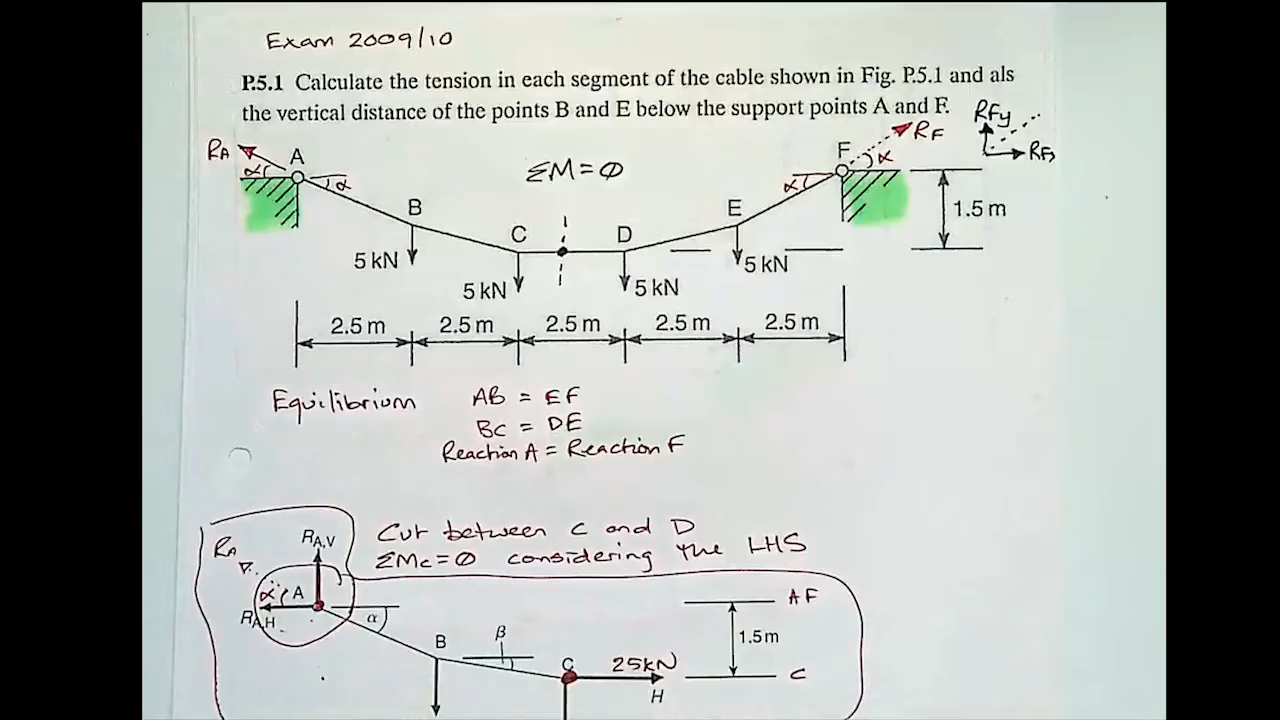 Exam 2009/10
P.5.1 Calculate the tension in each segment of the cable shown in Fig. P.5.1 and als
the vertical distance of the points B and E below the support points A and F.
RFy
RA
α
A
α
ΣM=0
α
F
α
RF
RF
B
C
D
E
1.5 m
5 kN
5 kN
5 kN
5 kN
2.5 m
2.5 m
2.5 m
2.5 m
2.5 m
Equilibrium
AB = EF
BC = DE
Reaction A = Reaction F
Cut between C and D
ΣMc=0 considering the LHS
RA
RA,V
α
A
RA,H
α
B
β
C
25kN
H
AF
1.5 m
C